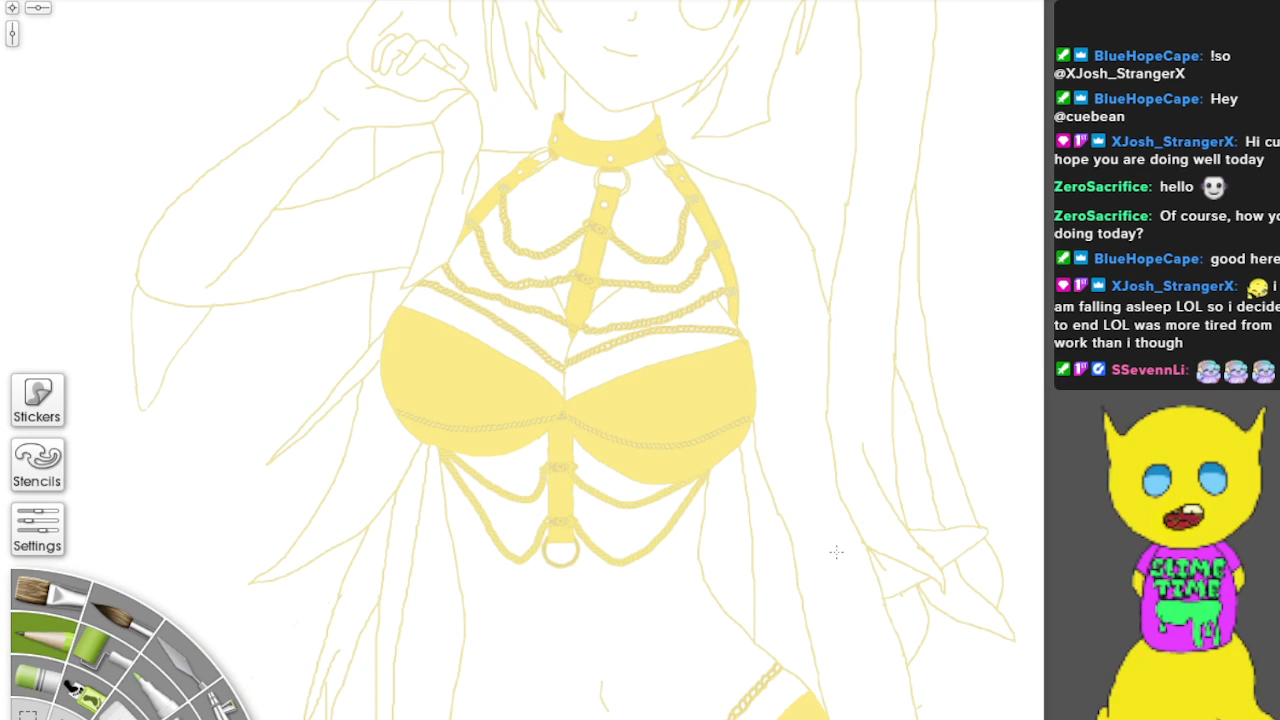 BlueHopeCape: !so
@XJosh_StrangerX
BlueHopeCape: Hey
@cuebean
XJosh_StrangerX: Hi cu
hope you are doing well today
ZeroSacrifice: hello
ZeroSacrifice: Of course, how yo
doing today?
BlueHopeCape: good here
XJosh_StrangerX: i
am falling asleep LOL so i decide
to end LOL was more tired from
work than i though
SSevennLi:
Stickers
Stencils
Settings
SLIME
TIME